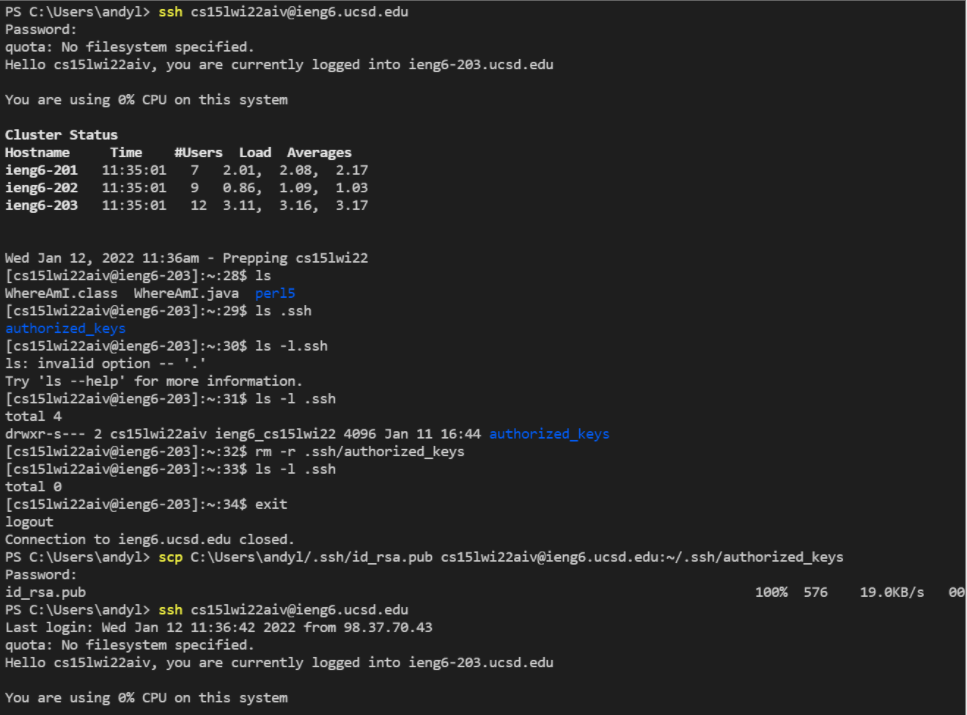 PS C:\Users\andyl> ssh cs15lwi22aiv@ieng6.ucsd.edu
Password:
quota: No filesystem specified.
Hello cs15lwi22aiv, you are currently logged into ieng6-203.ucsd.edu
You are using 0% CPU on this system
Cluster Status
Hostname     Time    #Users  Load  Averages
ieng6-201   11:35:01   7   2.01,  2.08,  2.17
ieng6-202   11:35:01   9   0.86,  1.09,  1.03
ieng6-203   11:35:01   12  3.11,  3.16,  3.17
Wed Jan 12, 2022 11:36am - Prepping cs15lwi22
[cs15lwi22aiv@ieng6-203]:~:28$ ls
WhereAmI.class  WhereAmI.java  perl5
[cs15lwi22aiv@ieng6-203]:~:29$ ls .ssh
authorized_keys
[cs15lwi22aiv@ieng6-203]:~:30$ ls -l.ssh
ls: invalid option -- '.'
Try 'ls --help' for more information.
[cs15lwi22aiv@ieng6-203]:~:31$ ls -l .ssh
total 4
drwxr-s--- 2 cs15lwi22aiv ieng6_cs15lwi22 4096 Jan 11 16:44 authorized_keys
[cs15lwi22aiv@ieng6-203]:~:32$ rm -r .ssh/authorized_keys
[cs15lwi22aiv@ieng6-203]:~:33$ ls -l .ssh
total 0
[cs15lwi22aiv@ieng6-203]:~:34$ exit
logout
Connection to ieng6.ucsd.edu closed.
PS C:\Users\andyl> scp C:\Users\andyl/.ssh/id_rsa.pub cs15lwi22aiv@ieng6.ucsd.edu:~/.ssh/authorized_keys
Password:
id_rsa.pub 100% 576 19.0KB/s 00
PS C:\Users\andyl> ssh cs15lwi22aiv@ieng6.ucsd.edu
Last login: Wed Jan 12 11:36:42 2022 from 98.37.70.43
quota: No filesystem specified.
Hello cs15lwi22aiv, you are currently logged into ieng6-203.ucsd.edu
You are using 0% CPU on this system